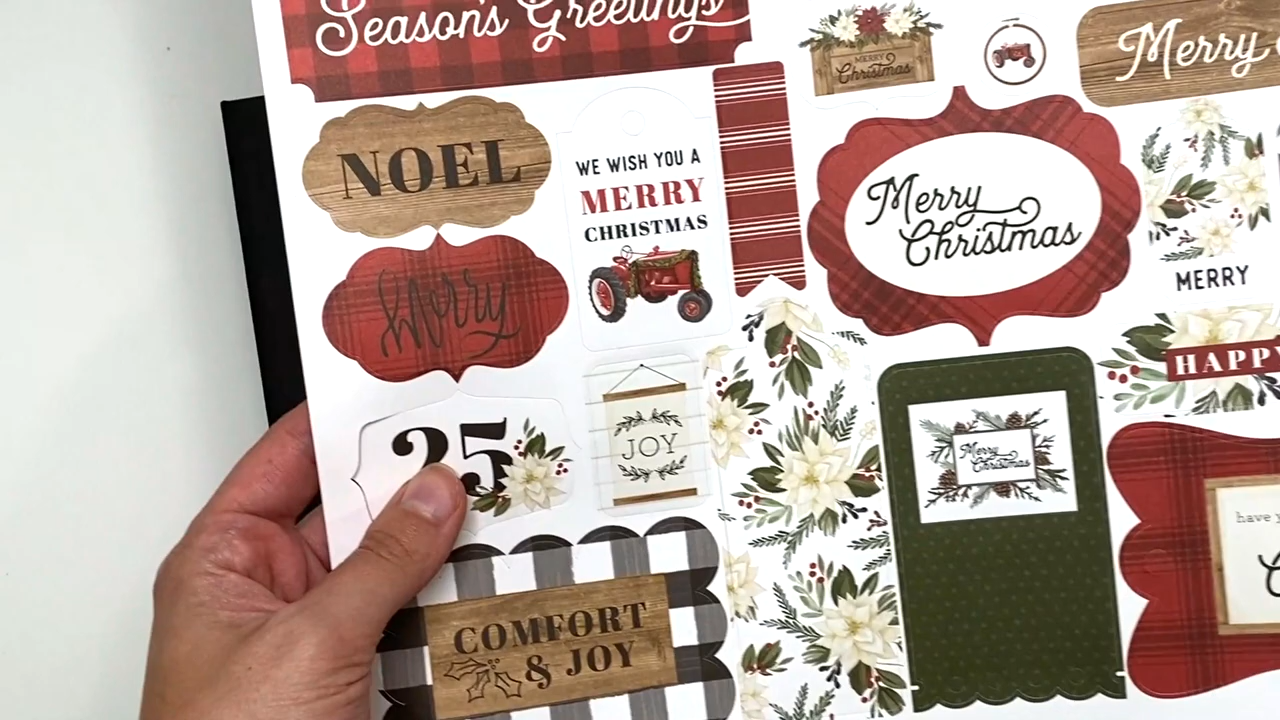 Season's Greetings
MERRY
Christmas
Merry
NOEL
WE WISH YOU A
MERRY
CHRISTMAS
Merry
Christmas
Merry
MERRY
HAPPY
25
JOY
Merry
Christmas
have
COMFORT
& JOY